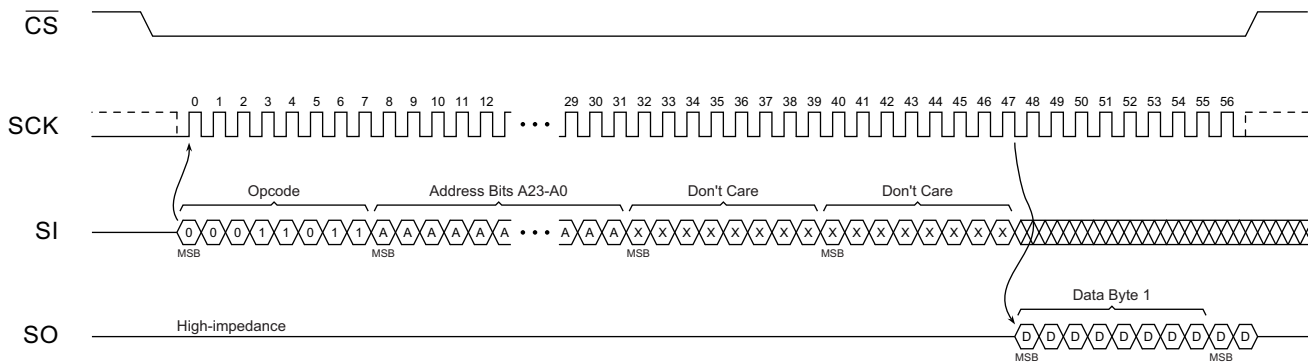 CS
0 1 2 3 4 5 6 7 8 9 10 11 12 29 30 31 32 33 34 35 36 37 38 39 40 41 42 43 44 45 46 47 48 49 50 51 52 53 54 55 56
SCK
Opcode Address Bits A23-A0 Don't Care Don't Care
SI 0 0 0 1 1 0 1 1 A A A A A A A A A X X X X X X X X X X X X X X X X
MSB MSB MSB MSB
Data Byte 1
High-impedance
SO D D D D D D D D D D
MSB MSB